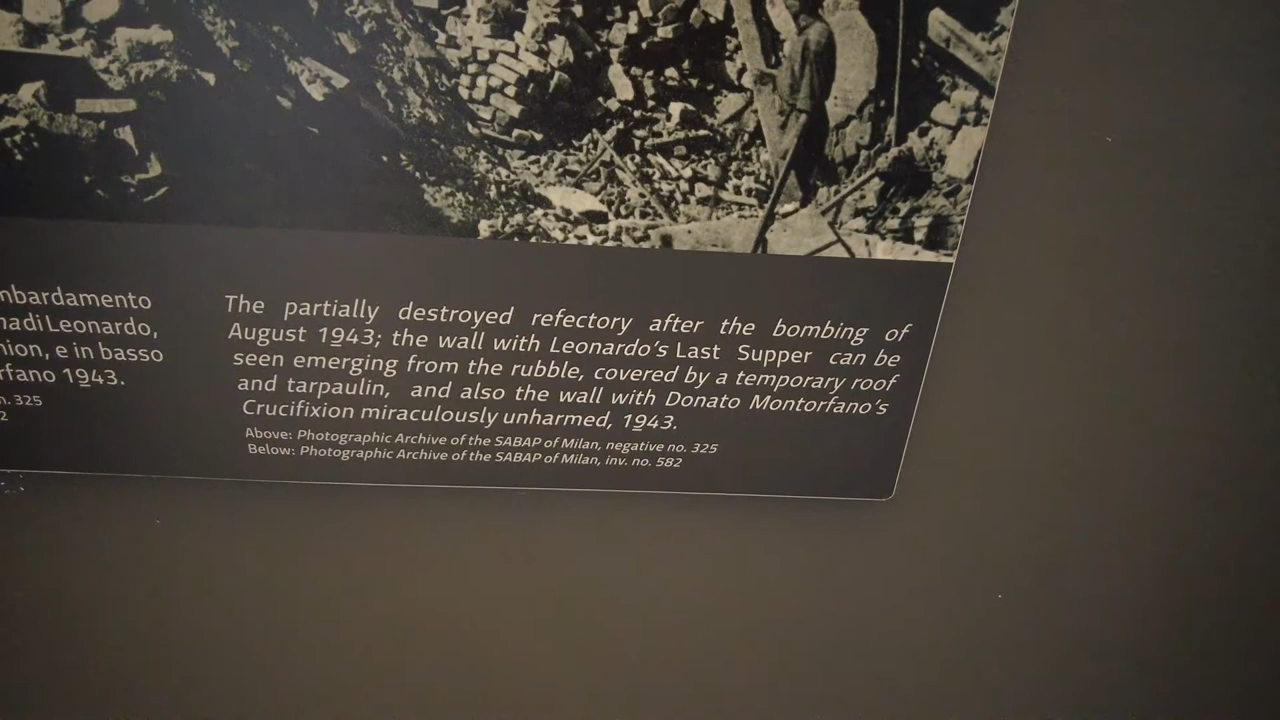 nbardamento
nadi Leonardo,
nion, e in basso
rfano 1943.
n. 325
2
The partially destroyed refectory after the bombing of
August 1943; the wall with Leonardo's Last Supper can be
seen emerging from the rubble, covered by a temporary roof
and tarpaulin, and also the wall with Donato Montorfano's
Crucifixion miraculously unharmed, 1943.
Above: Photographic Archive of the SABAP of Milan, negative no. 325
Below: Photographic Archive of the SABAP of Milan, inv. no. 582